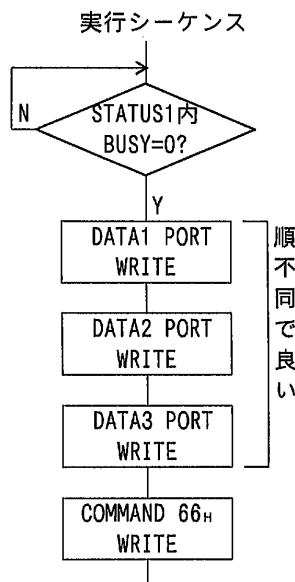 実行シーケンス
STATUS1内
BUSY=0?
N
Y
DATA1 PORT
WRITE
DATA2 PORT
WRITE
DATA3 PORT
WRITE
順不同で良い
COMMAND 66H
WRITE